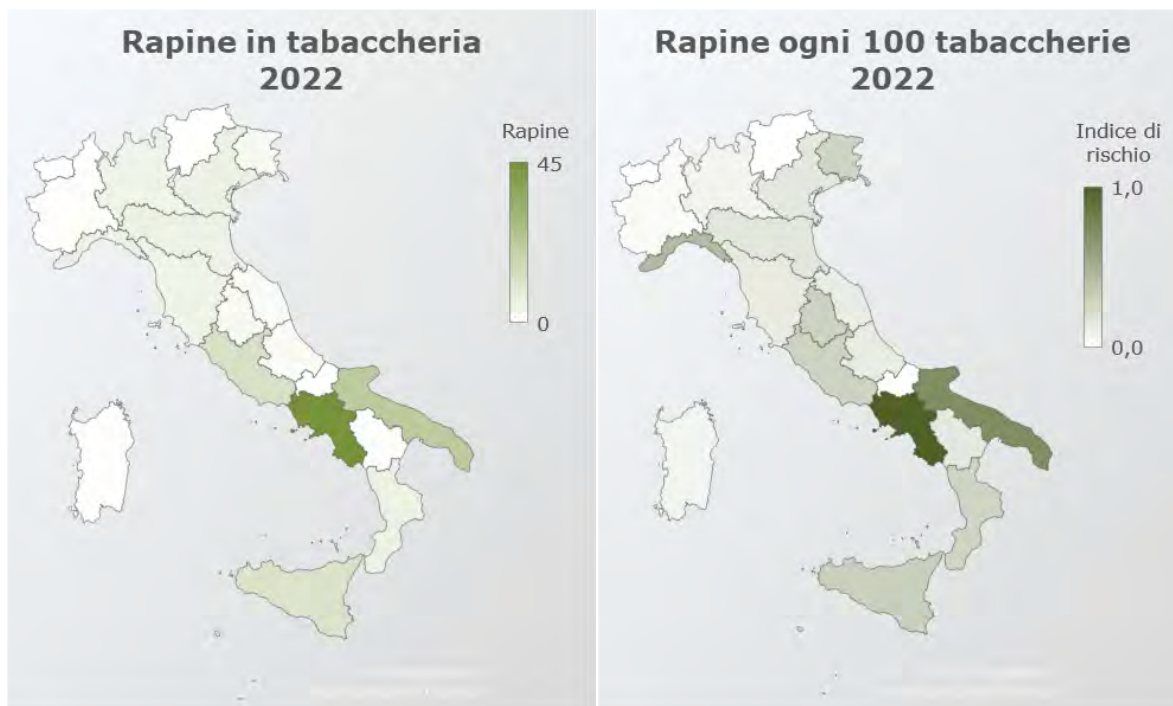 Rapine in tabaccheria
2022
Rapine
45
0
Rapine ogni 100 tabaccherie
2022
Indice di
rischio
1,0
0,0